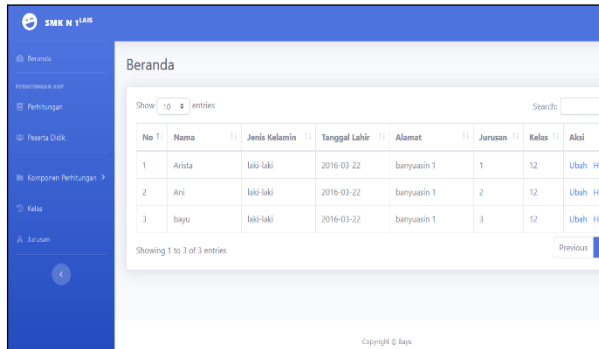 SMK N 1 LAIS
Beranda
Beranda
PERHITUNGAN AHP
Perhitungan
Show 10 entries
Search:
Peserta Didik
No Nama Jenis Kelamin Tanggal Lahir Alamat Jurusan Kelas Aksi
1 Arista laki-laki 2016-03-22 banyuasin 1 1 12 Ubah H
Komponen Perhitungan
2 Ani laki-laki 2016-03-22 banyuasin 1 2 12 Ubah H
Kelas
3 bayu laki-laki 2016-03-22 banyuasin 1 3 12 Ubah H
Jurusan
Showing 1 to 3 of 3 entries
Previous
Copyright © Bayu